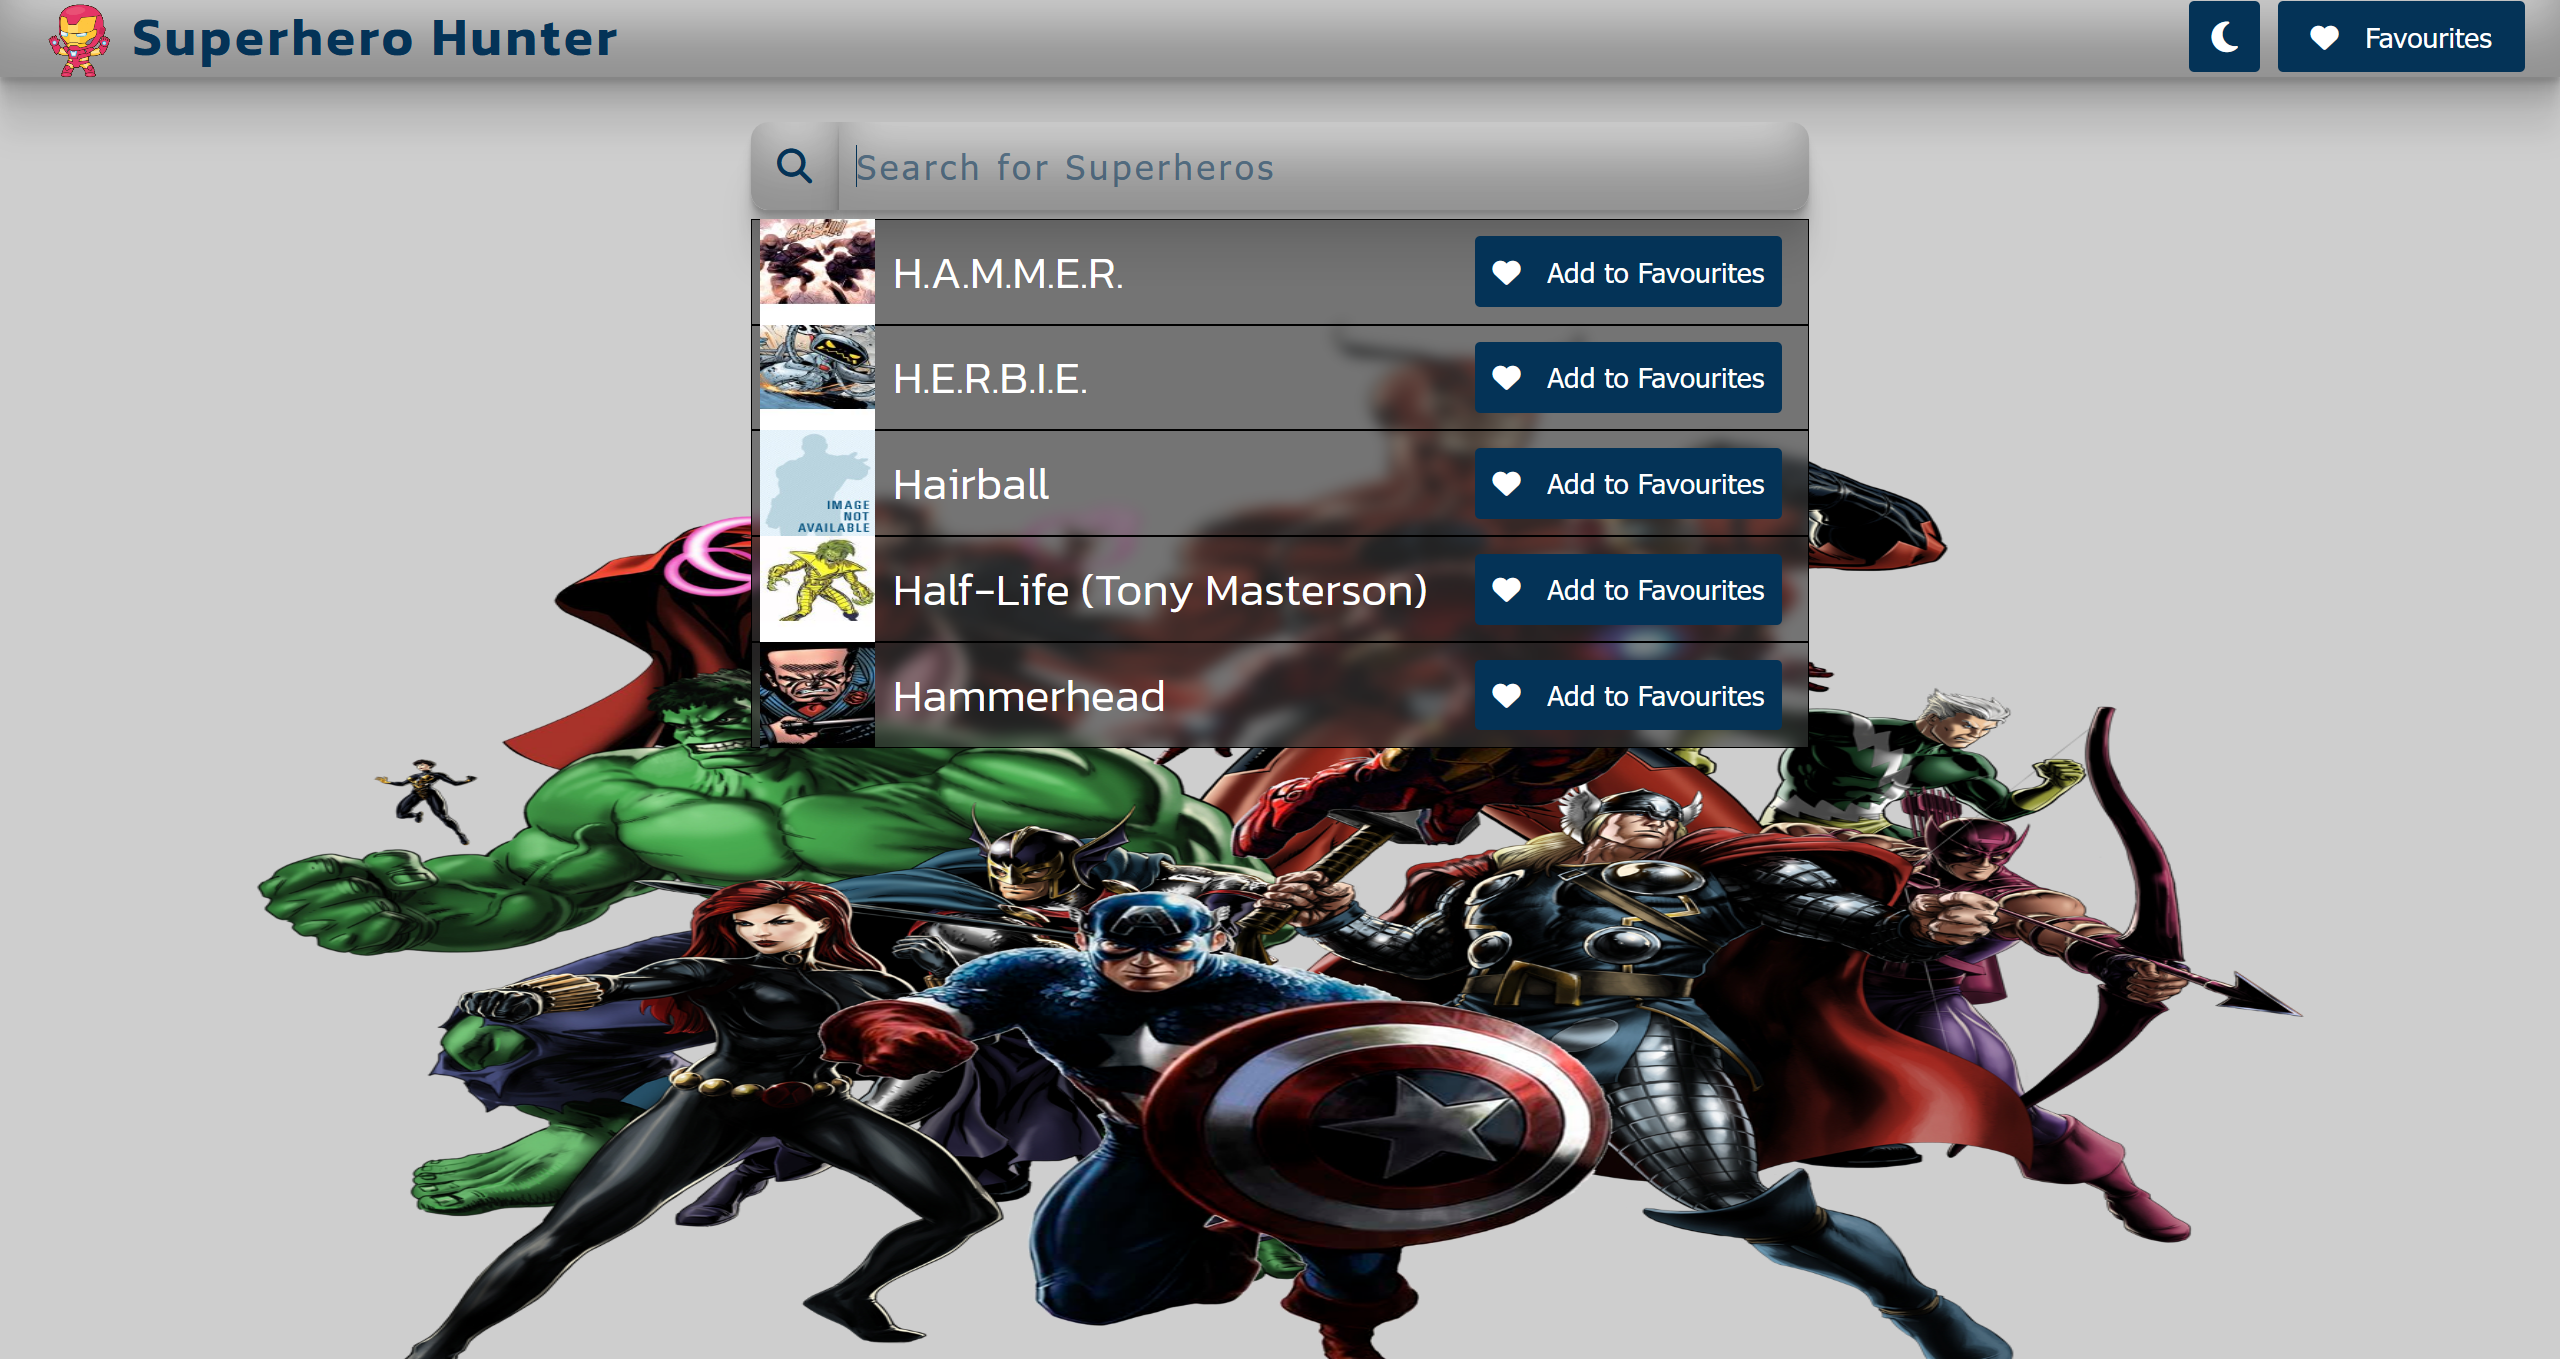 Superhero Hunter
Favourites
Search for Superheros
CRASH!!!
H.A.M.M.E.R.
Add to Favourites
H.E.R.B.I.E.
Add to Favourites
IMAGE
NOT
AVAILABLE
Hairball
Add to Favourites
Half-Life (Tony Masterson)
Add to Favourites
Hammerhead
Add to Favourites